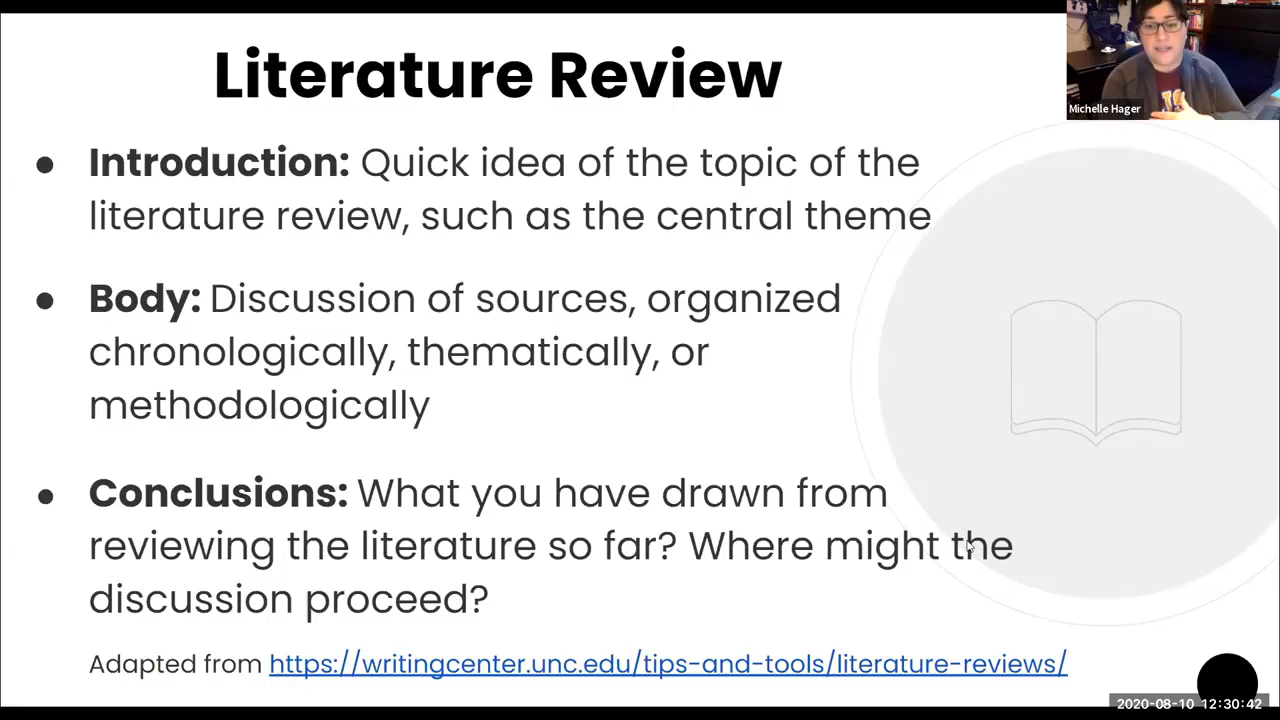 Literature Review
Michelle Hager
● Introduction: Quick idea of the topic of the
literature review, such as the central theme
● Body: Discussion of sources, organized
chronologically, thematically, or
methodologically
● Conclusions: What you have drawn from
reviewing the literature so far? Where might the
discussion proceed?
Adapted from https://writingcenter.unc.edu/tips-and-tools/literature-reviews/
2020-08-10 12:30:42